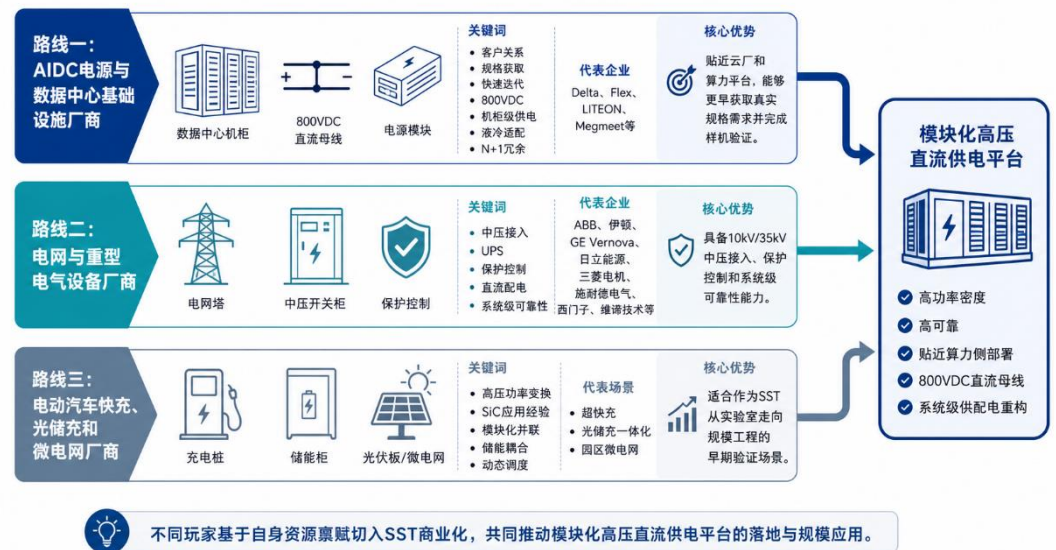 路线一：
AIDC电源与
数据中心基础
设施厂商
数据中心机柜
800VDC
直流母线
电源模块
关键词
• 客户关系
• 规格获取
• 快速迭代
• 800VDC
• 机柜级供电
• 液冷适配
• N+1冗余
代表企业
Delta、Flex、
LITEON、
Megmeet等
核心优势
贴近云厂和
算力平台，能够
更早获取真实
规格需求并完成
样机验证。
路线二：
电网与重型
电气设备厂商
电网塔
中压开关柜
保护控制
关键词
• 中压接入
• UPS
• 保护控制
• 直流配电
• 系统级可靠性
代表企业
ABB、伊顿、
GE Vernova、
日立能源、
三菱电机、
施耐德电气、
西门子、维谛技术等
核心优势
具备10kV/35kV
中压接入、保护
控制和系统级
可靠性能力。
路线三：
电动汽车快充、
光储充和
微电网厂商
充电桩
储能柜
光伏板/微电网
关键词
• 高压功率变换
• SiC应用经验
• 模块化并联
• 储能耦合
• 动态调度
代表场景
• 超快充
• 光储充一体化
• 园区微电网
核心优势
适合作为SST
从实验室走向
规模工程的
早期验证场景。
模块化高压
直流供电平台
高功率密度
高可靠
贴近算力侧部署
800VDC直流母线
系统级供配电重构
不同玩家基于自身资源禀赋切入SST商业化，共同推动模块化高压直流供电平台的落地与规模应用。